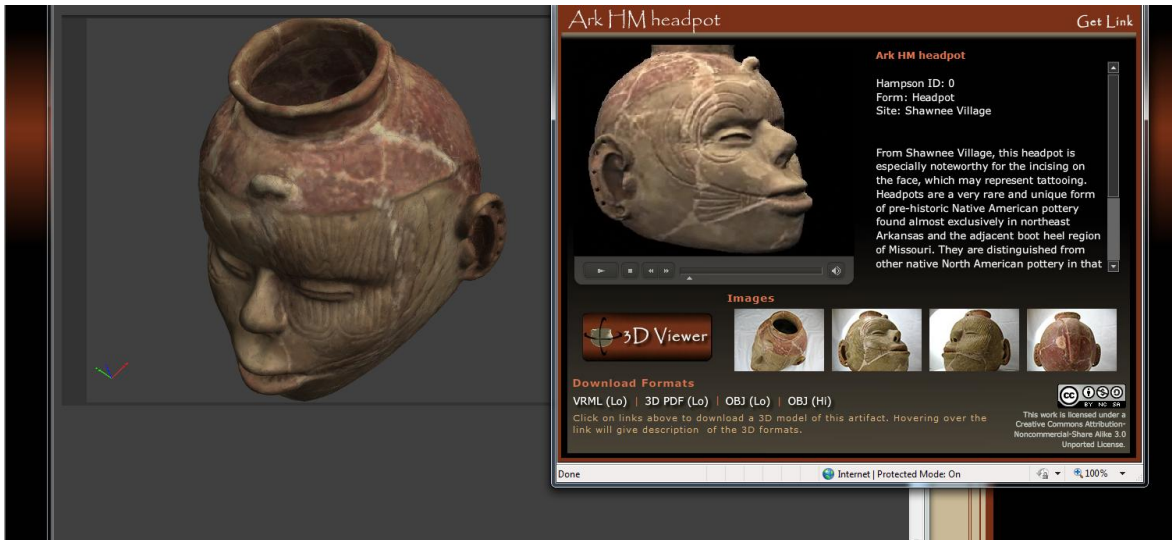 Ark HM headpot
Get Link
Ark HM headpot
Hampson ID: 0
Form: Headpot
Site: Shawnee Village
From Shawnee Village, this headpot is
especially noteworthy for the incising on
the face, which may represent tattooing.
Headpots are a very rare and unique form
of pre-historic Native American pottery
found almost exclusively in northeast
Arkansas and the adjacent boot heel region
of Missouri. They are distinguished from
other native North American pottery in that
Images
3D Viewer
Download Formats
VRML (Lo) | 3D PDF (Lo) | OBJ (Lo) | OBJ (Hi)
Click on links above to download a 3D model of this artifact. Hovering over the
link will give description of the 3D formats.
cc
BY NC SA
This work is licensed under a
Creative Commons Attribution-
Noncommercial-Share Alike 3.0
Unported License.
Done
Internet | Protected Mode: On
100%